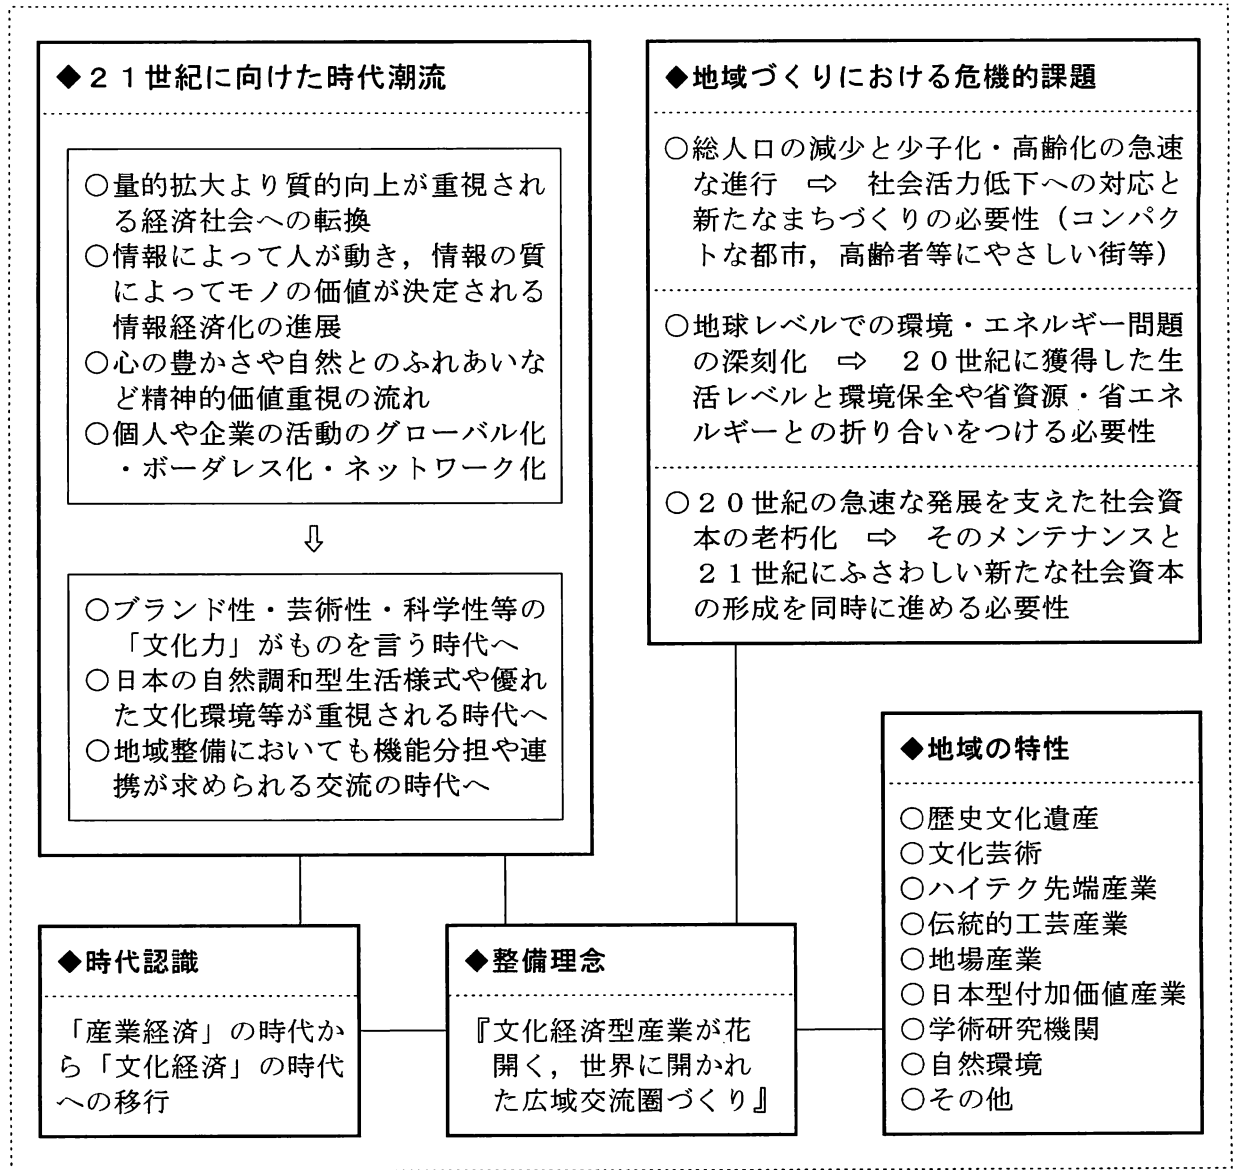 ◆21世紀に向けた時代潮流
○量的拡大より質的向上が重視され
る経済社会への転換
○情報によって人が動き，情報の質
によってモノの価値が決定される
情報経済化の進展
○心の豊かさや自然とのふれあいな
ど精神的価値重視の流れ
○個人や企業の活動のグローバル化
・ボーダレス化・ネットワーク化
⇩
○ブランド性・芸術性・科学性等の
「文化力」がものを言う時代へ
○日本の自然調和型生活様式や優れ
た文化環境等が重視される時代へ
○地域整備においても機能分担や連
携が求められる交流の時代へ
◆地域づくりにおける危機的課題
○総人口の減少と少子化・高齢化の急速
な進行　⇨　社会活力低下への対応と
新たなまちづくりの必要性（コンパク
トな都市，高齢者等にやさしい街等）
○地球レベルでの環境・エネルギー問題
の深刻化　⇨　20世紀に獲得した生
活レベルと環境保全や省資源・省エネ
ルギーとの折り合いをつける必要性
○20世紀の急速な発展を支えた社会資
本の老朽化　⇨　そのメンテナンスと
21世紀にふさわしい新たな社会資本
の形成を同時に進める必要性
◆時代認識
「産業経済」の時代か
ら「文化経済」の時代
への移行
◆整備理念
『文化経済型産業が花
開く，世界に開かれ
た広域交流圏づくり』
◆地域の特性
○歴史文化遺産
○文化芸術
○ハイテク先端産業
○伝統的工芸産業
○地場産業
○日本型付加価値産業
○学術研究機関
○自然環境
○その他